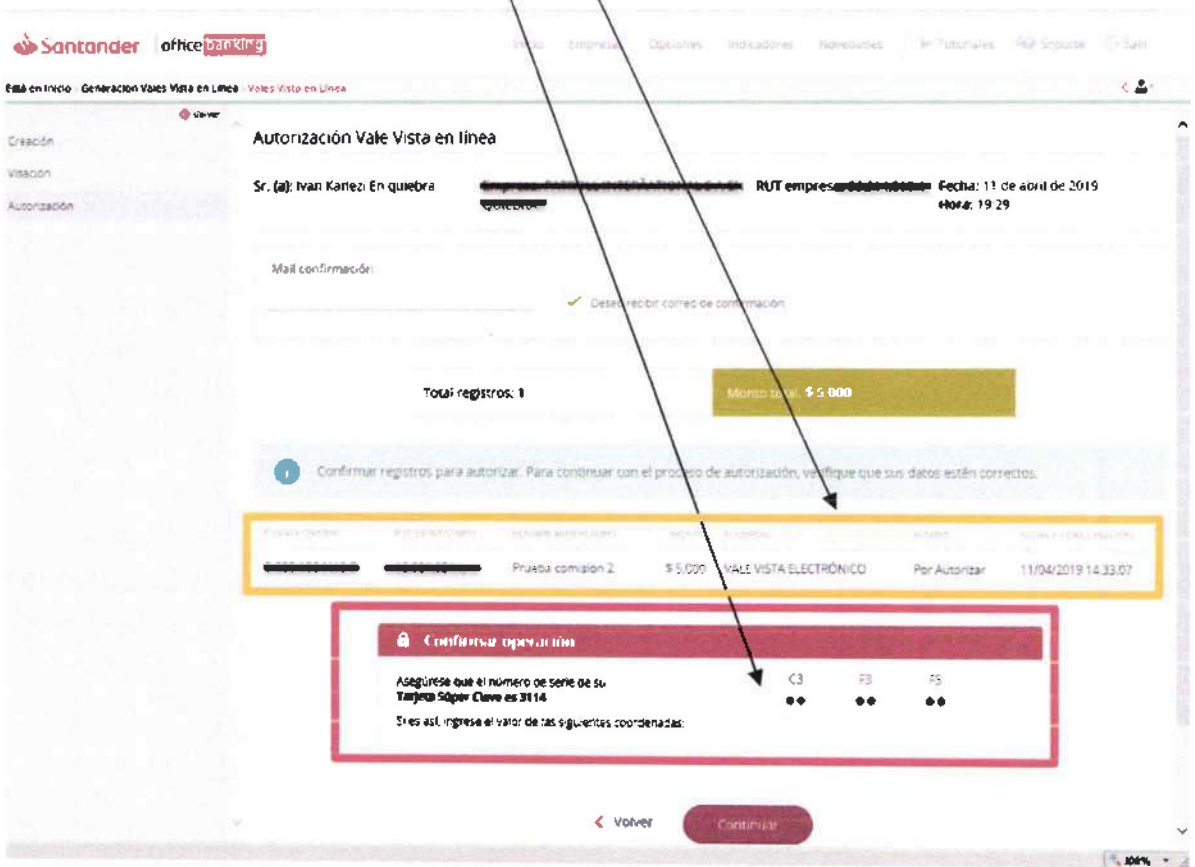 Santander office banking
Inicio Empresa Opciones Indicadores Novedades Tutoriales Soporte Salir
Está en Inicio Generación Vales Vista en Línea Vales Vista en Línea
Volver
Creación
Visación
Autorización
Autorización Vale Vista en línea
Sr. (a): Ivan Karlezi En quiebra RUT empresa Fecha: 11 de abril de 2019
Hora: 19:29
Mail confirmación:
Deseo recibir correo de confirmación
Total registros: 1
Monto total: $ 5.000
Confirmar registros para autorizar. Para continuar con el proceso de autorización, verifique que sus datos estén correctos.
Prueba comision 2 $ 5.000 VALE VISTA ELECTRÓNICO Por Autorizar 11/04/2019 14:33:07
Confirmar operación
Asegúrese que el número de serie de su
Tarjeta Súper Clave es 3114
Si es así, ingrese el valor de las siguientes coordenadas:
C3 F3 F5
Volver
Continuar
100%